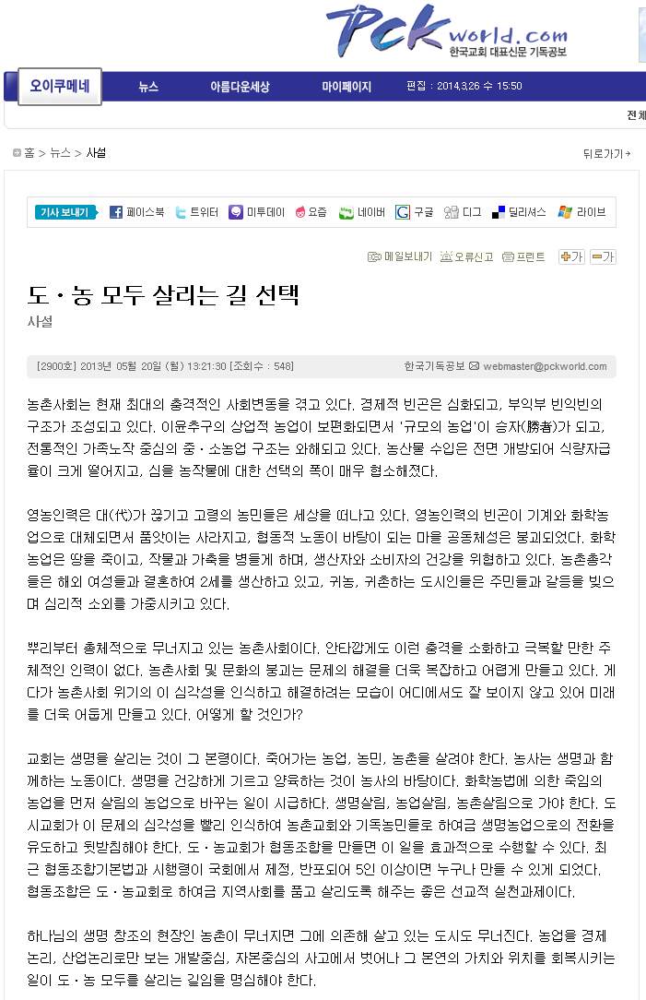 Pckworld.com
한국교회 대표신문 기독공보
오이쿠메네 뉴스 아름다운세상 마이페이지 편집 : 2014.3.26 수 15:50
전체
홈 > 뉴스 > 사설 뒤로가기
기사 보내기 페이스북 트위터 미투데이 요즘 네이버 구글 디그 딜리셔스 라이브
메일보내기 오류신고 프린트 +가 -가
도·농 모두 살리는 길 선택
사설
[2900호] 2013년 05월 20일 (월) 13:21:30 [조회수 : 548] 한국기독공보 webmaster@pckworld.com
농촌사회는 현재 최대의 충격적인 사회변동을 겪고 있다. 경제적 빈곤은 심화되고, 부익부 빈익빈의
구조가 조성되고 있다. 이윤추구의 상업적 농업이 보편화되면서 '규모의 농업'이 승자(勝者)가 되고,
전통적인 가족노작 중심의 중·소농업 구조는 와해되고 있다. 농산물 수입은 전면 개방되어 식량자급
율이 크게 떨어지고, 심을 농작물에 대한 선택의 폭이 매우 협소해졌다.
영농인력은 대(代)가 끊기고 고령의 농민들은 세상을 떠나고 있다. 영농인력의 빈곤이 기계와 화학농
업으로 대체되면서 품앗이는 사라지고, 협동적 노동이 바탕이 되는 마을 공동체성은 붕괴되었다. 화학
농업은 땅을 죽이고, 작물과 가축을 병들게 하며, 생산자와 소비자의 건강을 위협하고 있다. 농촌총각
들은 해외 여성들과 결혼하여 2세를 생산하고 있고, 귀농, 귀촌하는 도시인들은 주민들과 갈등을 빚으
며 심리적 소외를 가중시키고 있다.
뿌리부터 총체적으로 무너지고 있는 농촌사회이다. 안타깝게도 이런 충격을 소화하고 극복할 만한 주
체적인 인력이 없다. 농촌사회 및 문화의 붕괴는 문제의 해결을 더욱 복잡하고 어렵게 만들고 있다. 게
다가 농촌사회 위기의 이 심각성을 인식하고 해결하려는 모습이 어디에서도 잘 보이지 않고 있어 미래
를 더욱 어둡게 만들고 있다. 어떻게 할 것인가?
교회는 생명을 살리는 것이 그 본령이다. 죽어가는 농업, 농민, 농촌을 살려야 한다. 농사는 생명과 함
께하는 노동이다. 생명을 건강하게 기르고 양육하는 것이 농사의 바탕이다. 화학농법에 의한 죽임의
농업을 먼저 살림의 농업으로 바꾸는 일이 시급하다. 생명살림, 농업살림, 농촌살림으로 가야 한다. 도
시교회가 이 문제의 심각성을 빨리 인식하여 농촌교회와 기독농민들로 하여금 생명농업으로의 전환을
유도하고 뒷받침해야 한다. 도·농교회가 협동조합을 만들면 이 일을 효과적으로 수행할 수 있다. 최
근 협동조합기본법과 시행령이 국회에서 제정, 반포되어 5인 이상이면 누구나 만들 수 있게 되었다.
협동조합은 도·농교회로 하여금 지역사회를 품고 살리도록 해주는 좋은 선교적 실천과제이다.
하나님의 생명 창조의 현장인 농촌이 무너지면 그에 의존해 살고 있는 도시도 무너진다. 농업을 경제
논리, 산업논리로만 보는 개발중심, 자본중심의 사고에서 벗어나 그 본연의 가치와 위치를 회복시키는
일이 도·농 모두를 살리는 길임을 명심해야 한다.